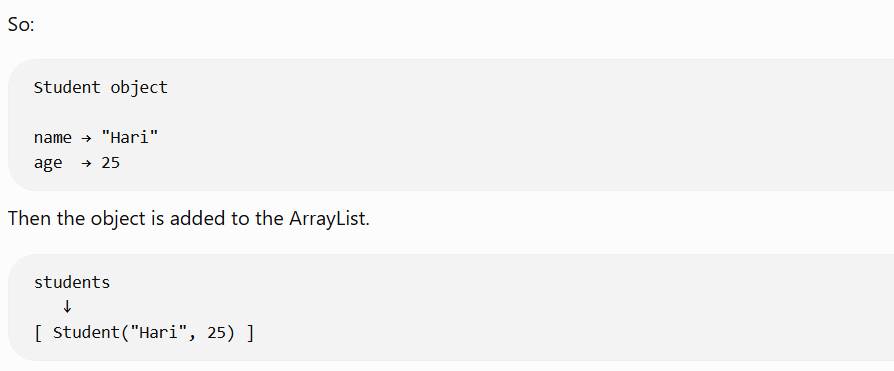 So:
Student object
name → "Hari"
age  → 25
Then the object is added to the ArrayList.
students
   ↓
[ Student("Hari", 25) ]